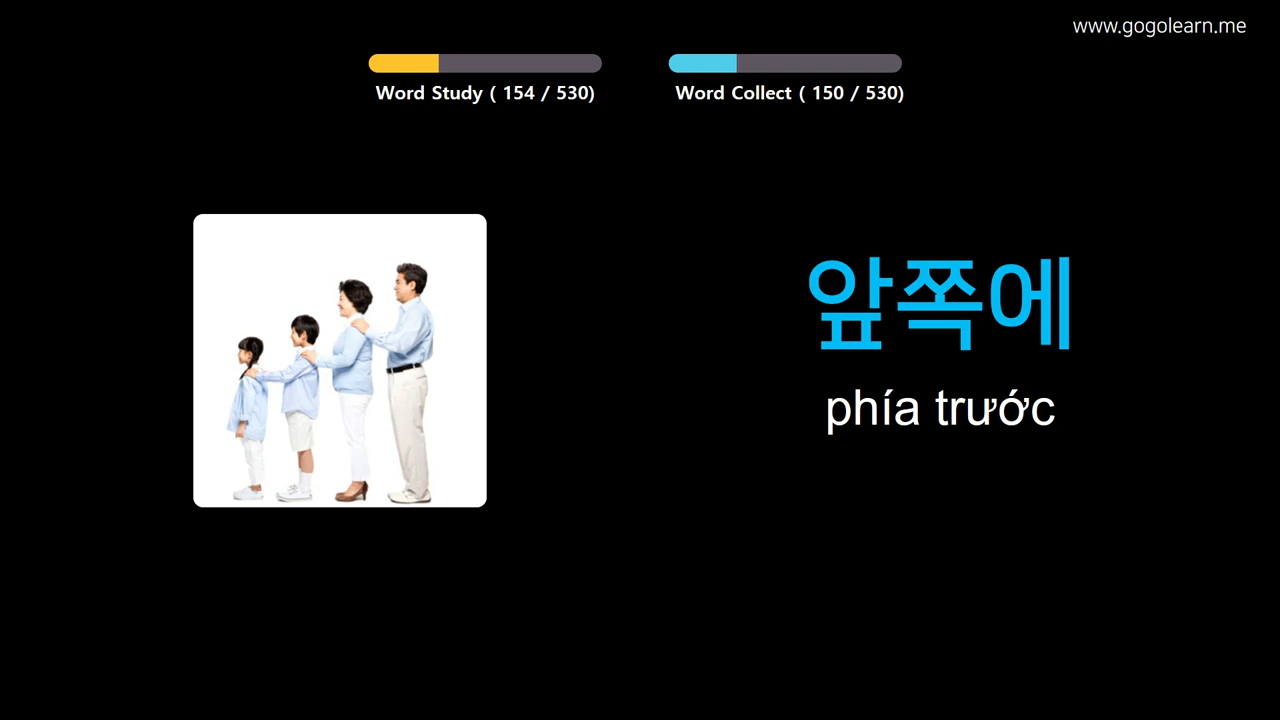 www.gogolearn.me
Word Study ( 154 / 530)
Word Collect ( 150 / 530)
앞쪽에
phía trước